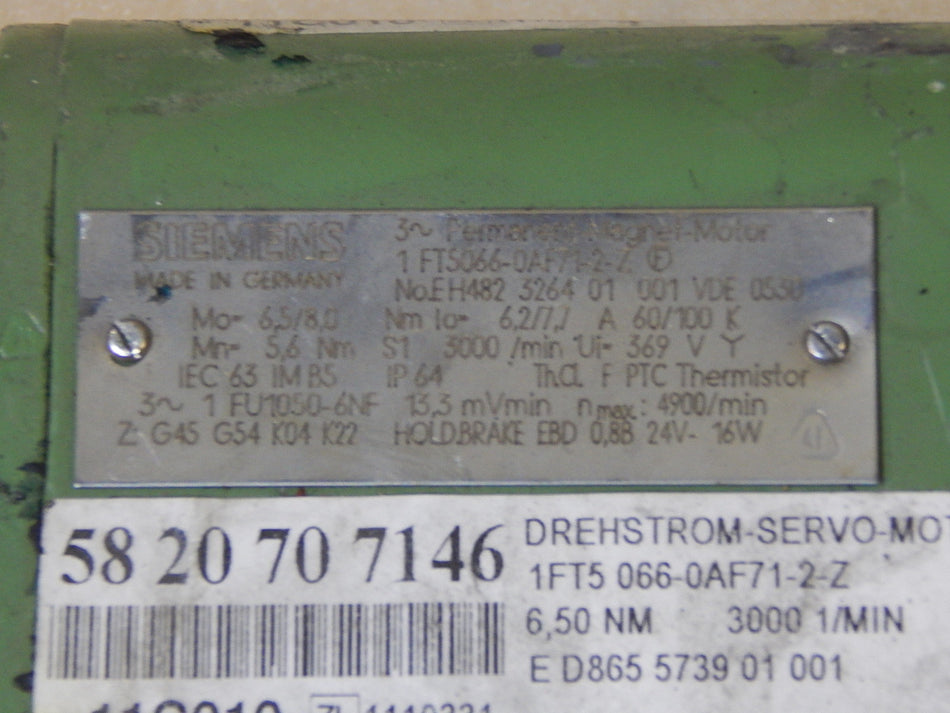 SIEMENS
MADE IN GERMANY
3~ Permanent-Magnet-Motor
1 FT5066-0AF71-2-Z
No.EH482 3264 01 001 VDE 0530
Mo= 6,5/8,0 Nm Io= 6,2/7,7 A 60/100 K
Mn= 5,6 Nm S1 3000 /min Ui= 369 V Y
IEC 63 IM B5 IP 64 Th.Cl. F PTC Thermistor
3~ 1 FU1050-6NF 13,3 mVmin nmax.: 4900/min
Z: G45 G54 K04 K22 HOLD.BRAKE EBD 0,8B 24V- 16W
58 20 70 7146
DREHSTROM-SERVO-MOT
1FT5 066-0AF71-2-Z
6,50 NM 3000 1/MIN
E D865 5739 01 001